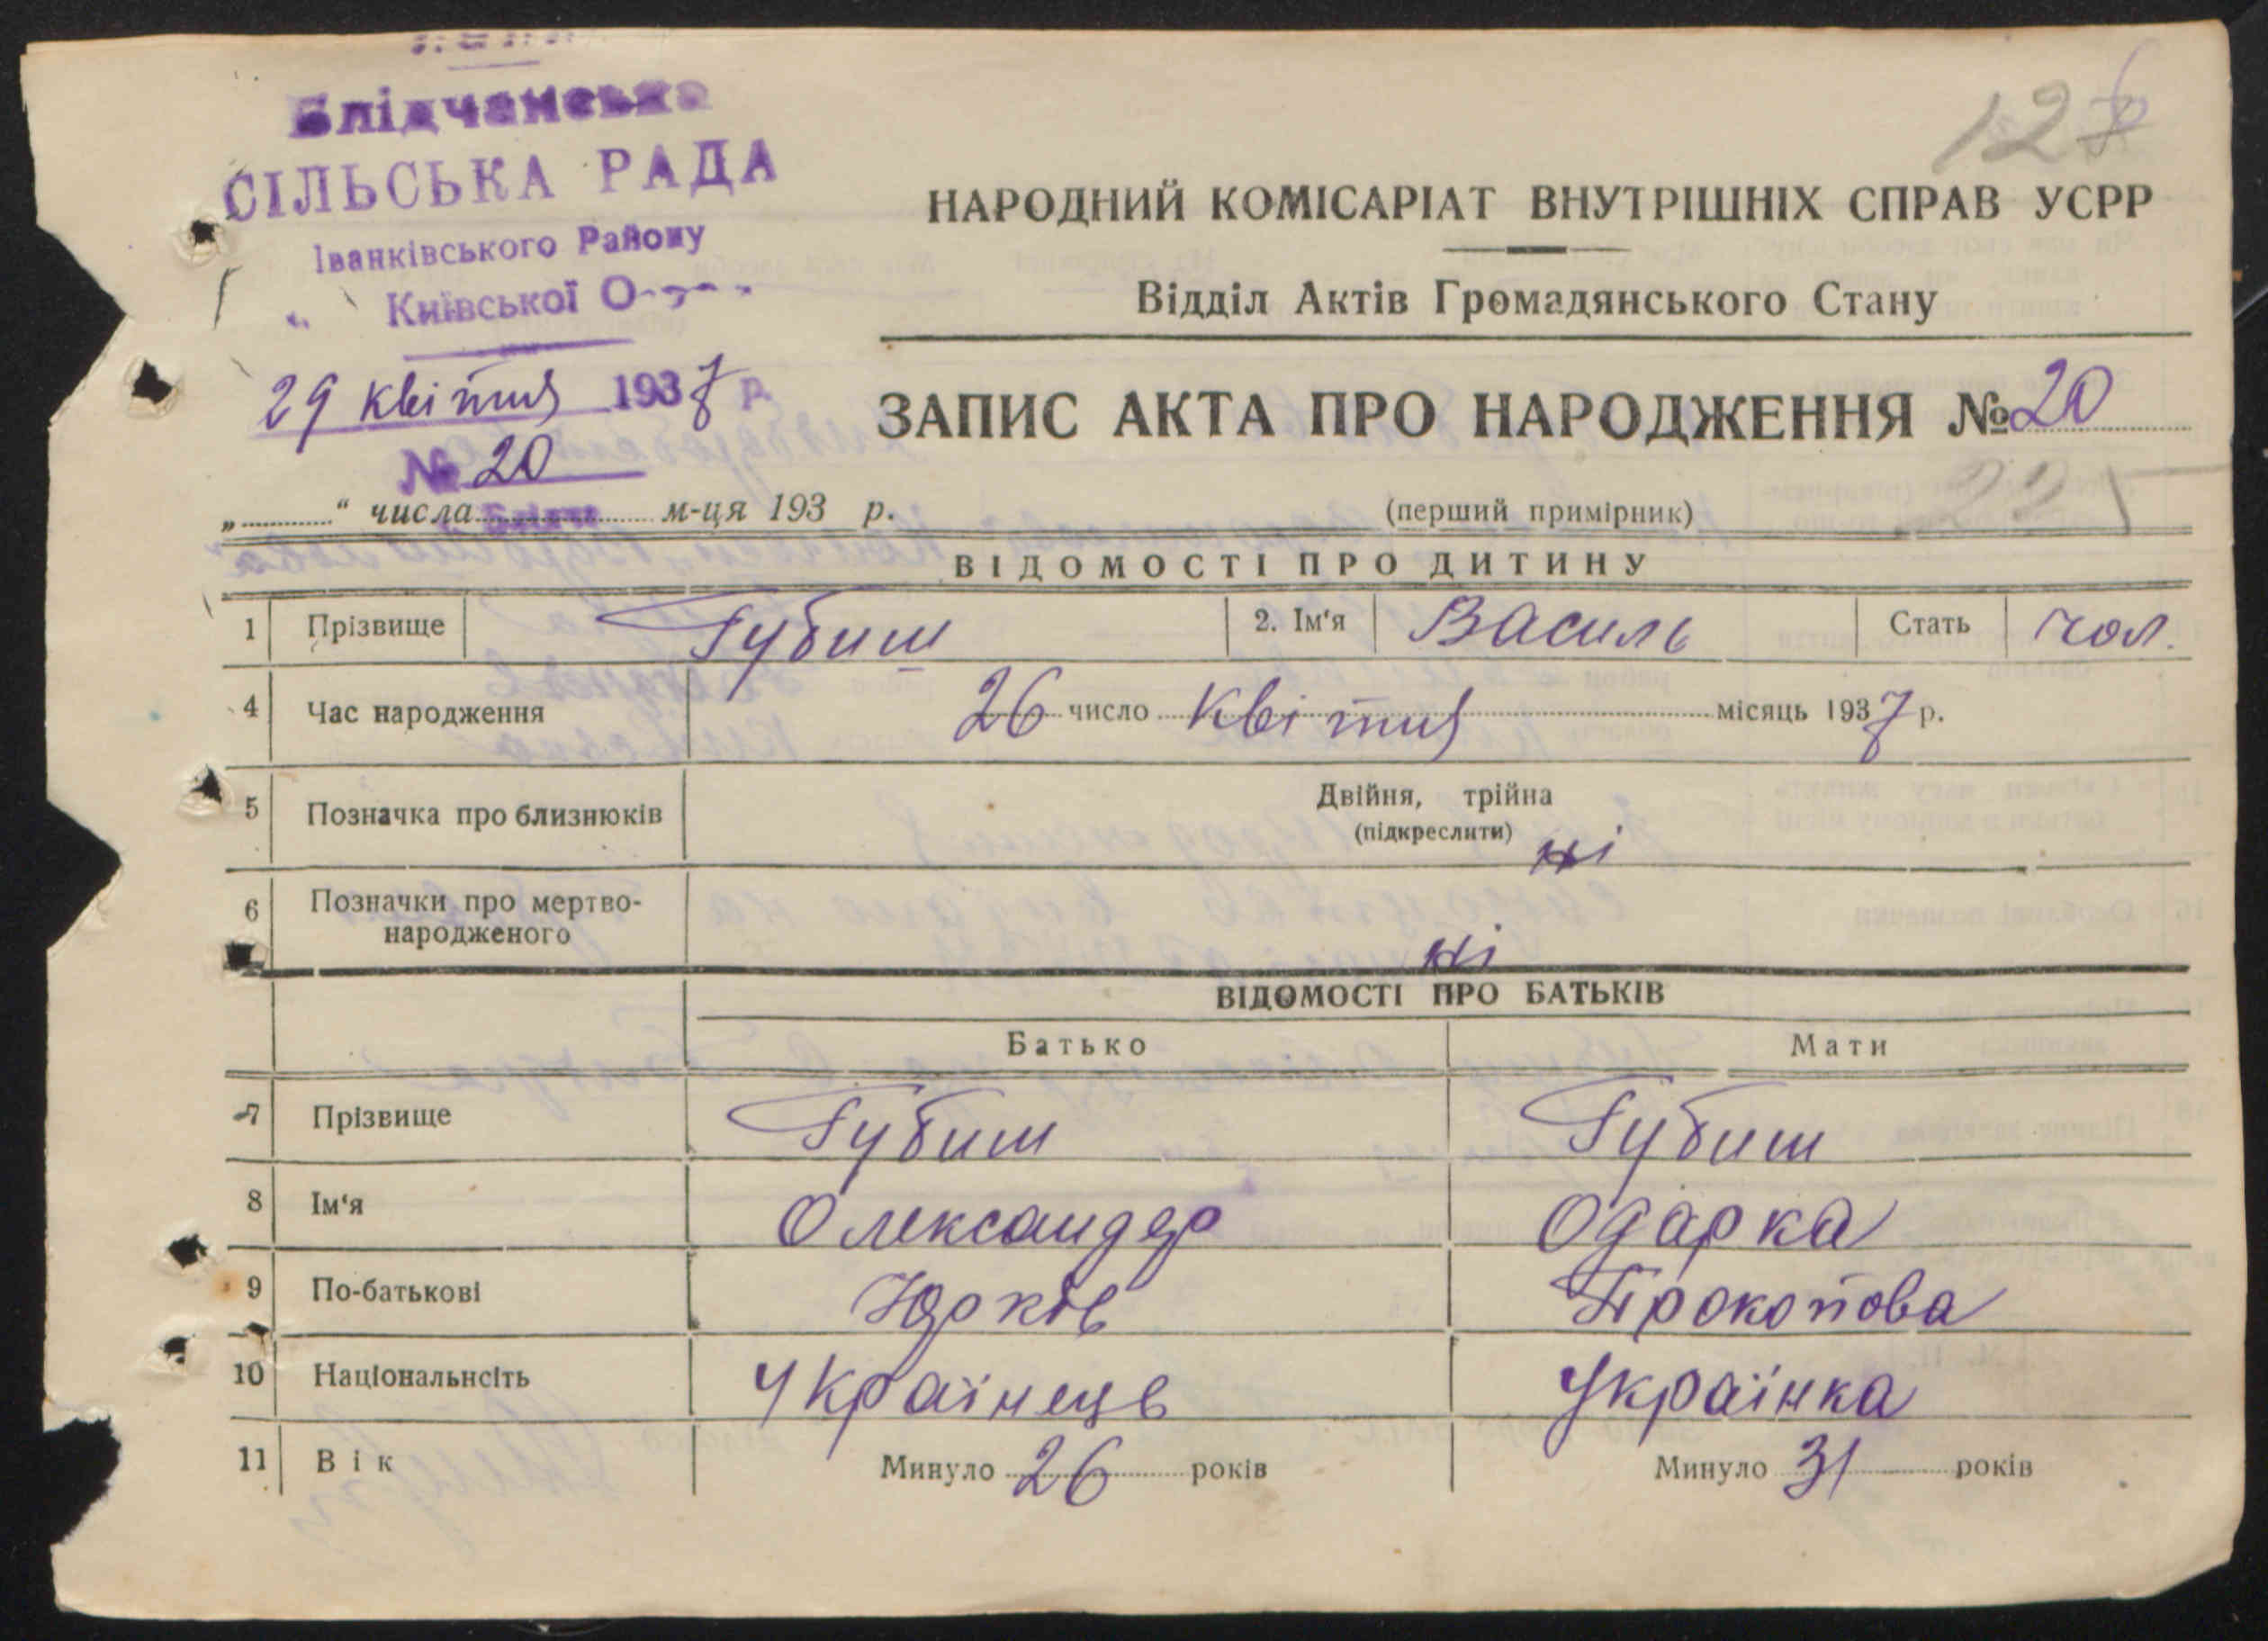 Блідчанська
СІЛЬСЬКА РАДА
Іванківського Району
Київської
29 квітня 1937 р.
№ 20
НАРОДНИЙ КОМІСАРІАТ ВНУТРІШНІХ СПРАВ УСРР
Відділ Актів Громадянського Стану
ЗАПИС АКТА ПРО НАРОДЖЕННЯ № 20
„............“ числа .................. м-ця 193 р.
(перший примірник)
ВІДОМОСТІ ПРО ДИТИНУ
1 Прізвище Губиш 2. Ім‘я Василь Стать чол.
4 Час народження 26 число квітня місяць 1937 р.
5 Позначка про близнюків Двійня, трійна
(підкреслити) ні
6 Позначки про мертво-
народженого ні
ВІДОМОСТІ ПРО БАТЬКІВ
Батько Мати
7 Прізвище Губиш Губиш
8 Ім‘я Олександер Одарка
9 По-батькові Юрків Прокопова
10 Національнсіть Українець Українка
11 Вік Минуло 26 років Минуло 31 років